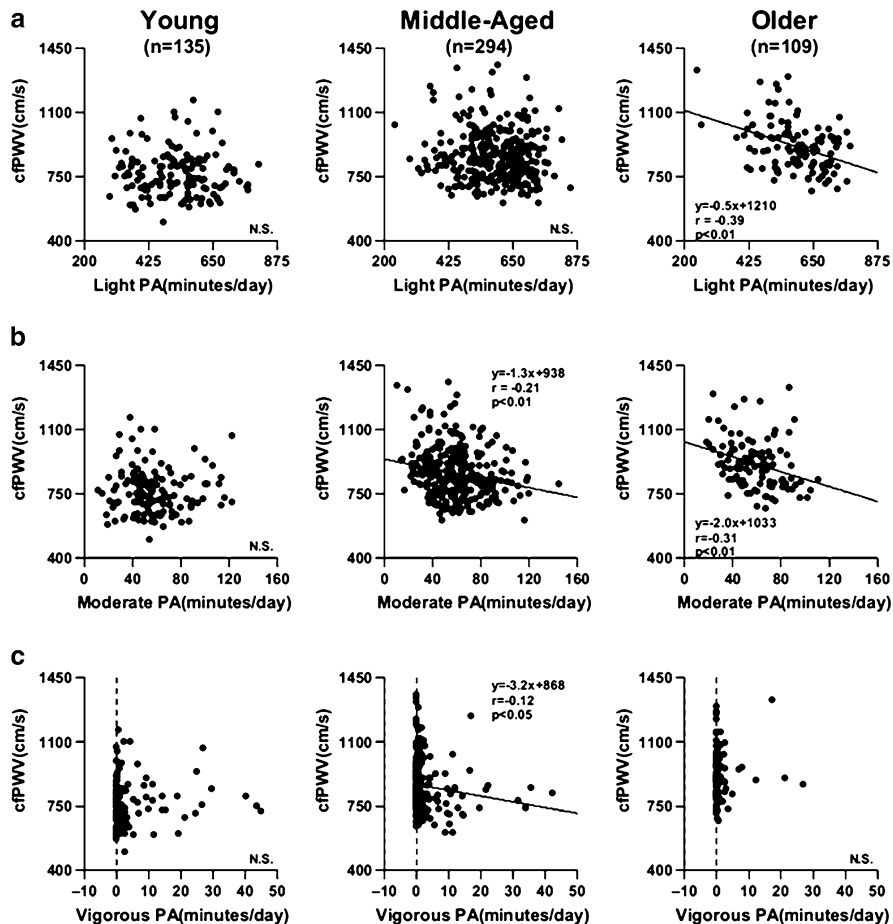 a
Young
(n=135)
Middle-Aged
(n=294)
Older
(n=109)
cfPWV(cm/s)
1450
1100
750
400
N.S.
200 425 650 875
Light PA(minutes/day)
cfPWV(cm/s)
1450
1100
750
400
N.S.
200 425 650 875
Light PA(minutes/day)
cfPWV(cm/s)
1450
1100
750
400
y=-0.5x+1210
r = -0.39
p<0.01
200 425 650 875
Light PA(minutes/day)
b
cfPWV(cm/s)
1450
1100
750
400
N.S.
0 40 80 120 160
Moderate PA(minutes/day)
cfPWV(cm/s)
1450
1100
750
400
y=-1.3x+938
r = -0.21
p<0.01
0 40 80 120 160
Moderate PA(minutes/day)
cfPWV(cm/s)
1450
1100
750
400
y=-2.0x+1033
r=-0.31
p<0.01
0 40 80 120 160
Moderate PA(minutes/day)
c
cfPWV(cm/s)
1450
1100
750
400
N.S.
−10 0 10 20 30 40 50
Vigorous PA(minutes/day)
cfPWV(cm/s)
1450
1100
750
400
y=-3.2x+868
r=-0.12
p<0.05
−10 0 10 20 30 40 50
Vigorous PA(minutes/day)
cfPWV(cm/s)
1450
1100
750
400
N.S.
−10 0 10 20 30 40 50
Vigorous PA(minutes/day)